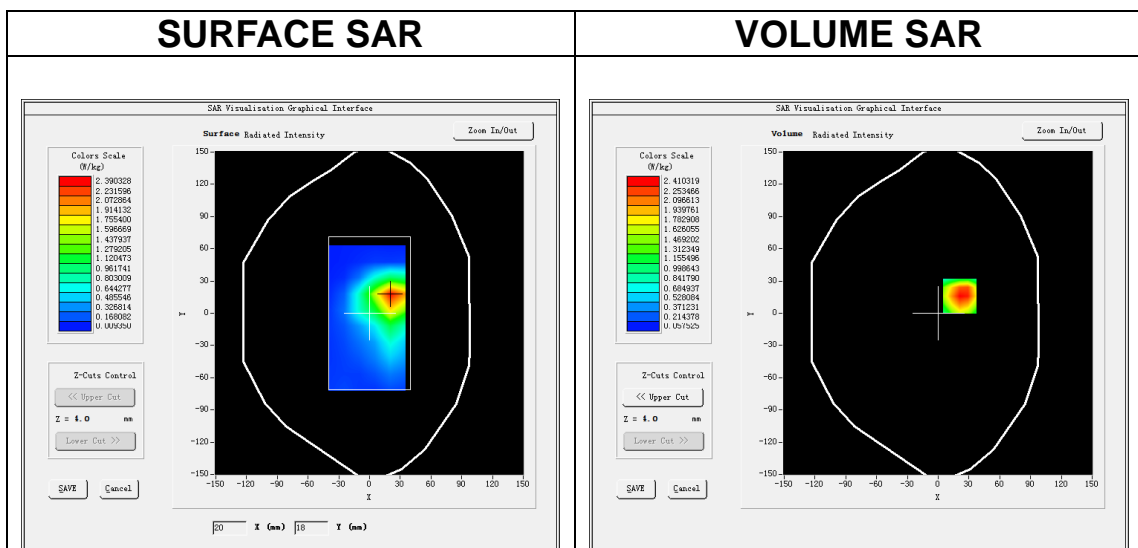 SURFACE SAR
VOLUME SAR
SAR Visualisation Graphical Interface
Surface Radiated Intensity
Zoom In/Out
Colors Scale
(W/kg)
2.390328
2.231596
2.072864
1.914132
1.755400
1.596669
1.437937
1.279205
1.120473
0.961741
0.803009
0.644277
0.485546
0.326814
0.168082
0.009350
Z-Cuts Control
<< Upper Cut
Z = 4.0 mm
Lower Cut >>
SAVE
Cancel
150
120
90
60
30
0
-30
-60
-90
-120
-150
Y
-150 -120 -90 -60 -30 0 30 60 90 120 150
X
20 X (mm) 18 Y (mm)
SAR Visualisation Graphical Interface
Volume Radiated Intensity
Zoom In/Out
Colors Scale
(W/kg)
2.410319
2.253466
2.096613
1.939761
1.782908
1.626055
1.469202
1.312349
1.155496
0.998643
0.841790
0.684937
0.528084
0.371231
0.214378
0.057525
Z-Cuts Control
<< Upper Cut
Z = 4.0 mm
Lower Cut >>
SAVE
Cancel
150
120
90
60
30
0
-30
-60
-90
-120
-150
Y
-150 -120 -90 -60 -30 0 30 60 90 120 150
X